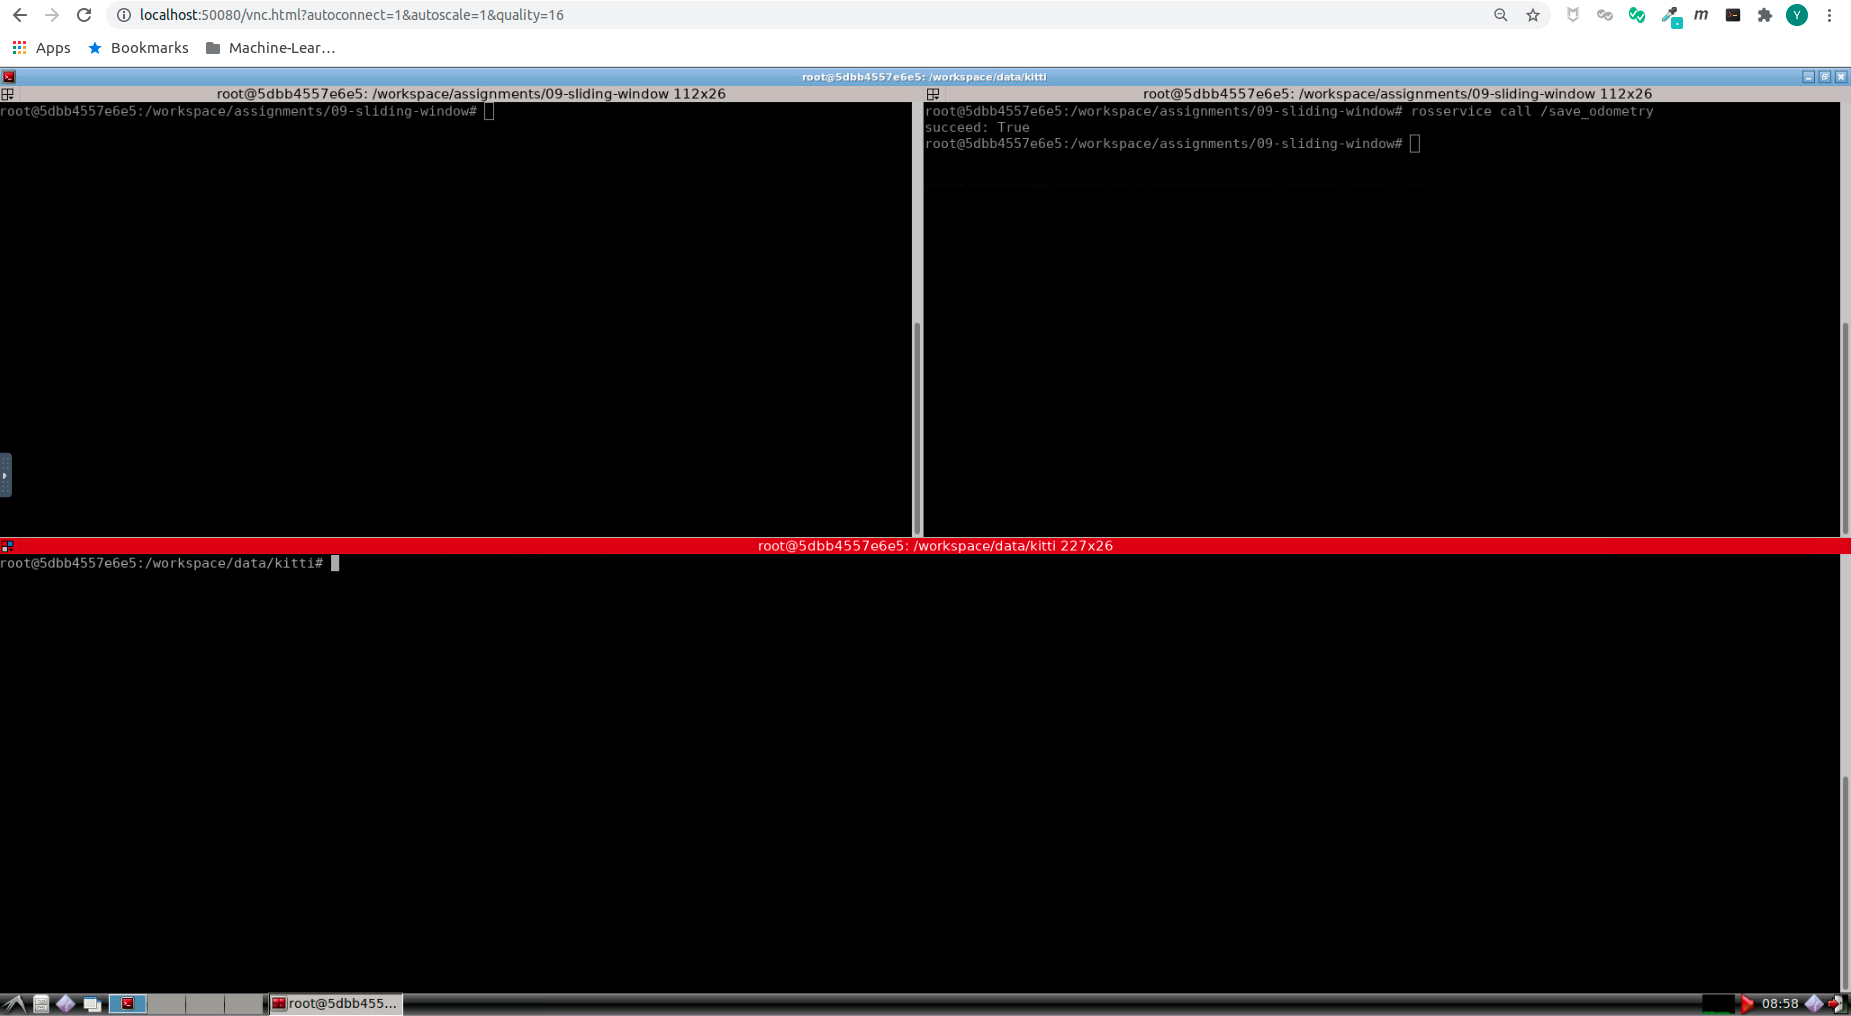 localhost:50080/vnc.html?autoconnect=1&autoscale=1&quality=16
m
Y
Apps
Bookmarks
Machine-Lear…
root@5dbb4557e6e5: /workspace/data/kitti
root@5dbb4557e6e5: /workspace/assignments/09-sliding-window 112x26
root@5dbb4557e6e5:/workspace/assignments/09-sliding-window#
root@5dbb4557e6e5: /workspace/assignments/09-sliding-window 112x26
root@5dbb4557e6e5:/workspace/assignments/09-sliding-window# rosservice call /save_odometry
succeed: True
root@5dbb4557e6e5:/workspace/assignments/09-sliding-window#
root@5dbb4557e6e5: /workspace/data/kitti 227x26
root@5dbb4557e6e5:/workspace/data/kitti#
root@5dbb455...
08:58